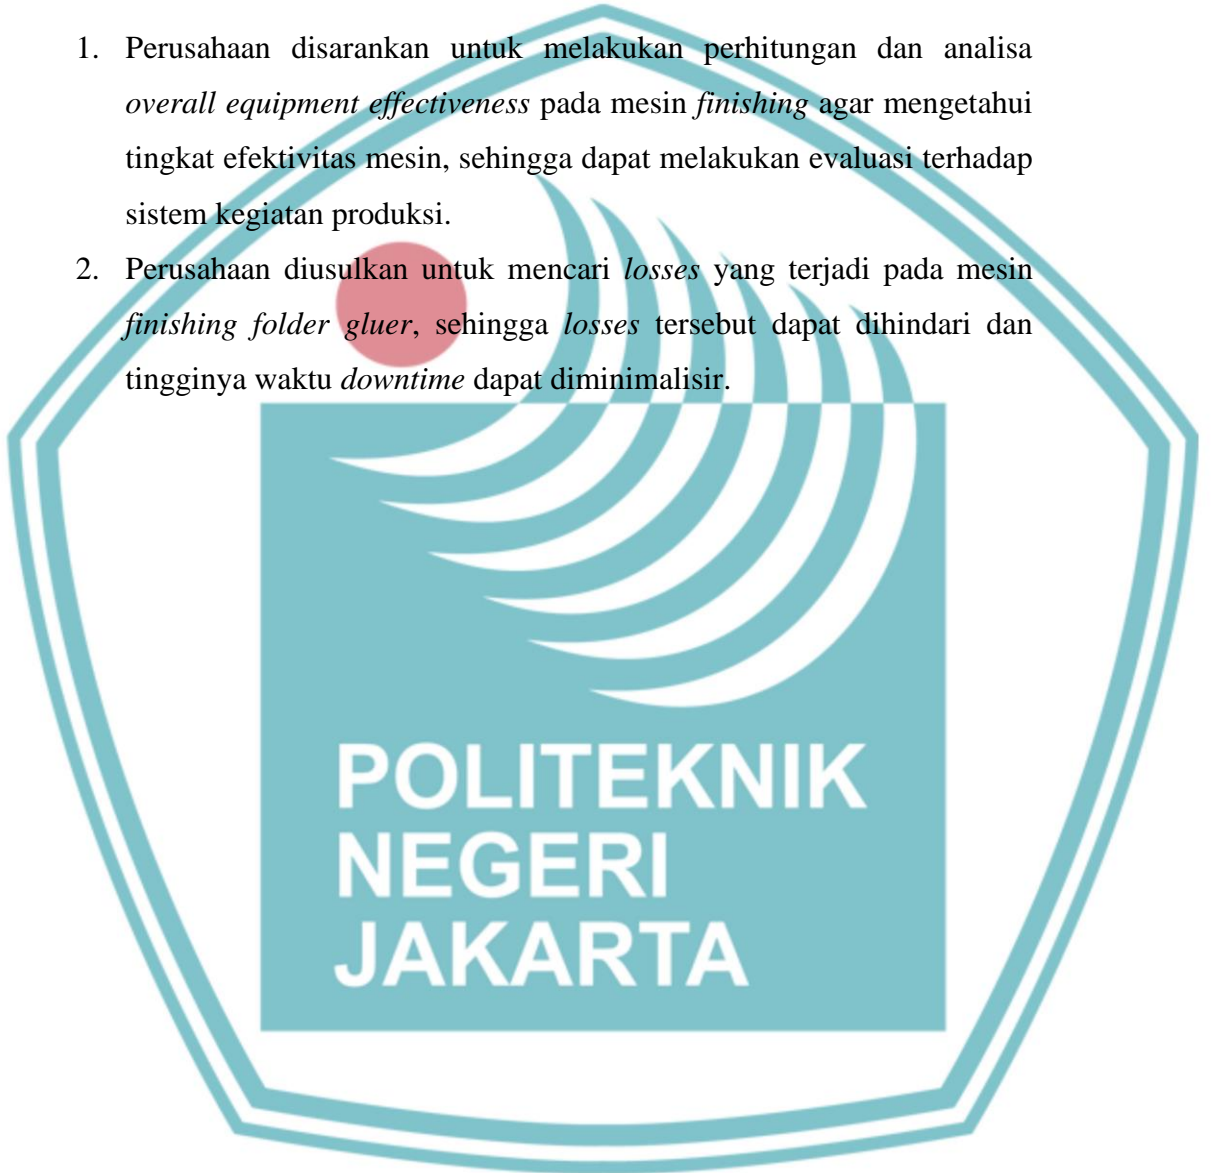 1. Perusahaan disarankan untuk melakukan perhitungan dan analisa
overall equipment effectiveness pada mesin finishing agar mengetahui
tingkat efektivitas mesin, sehingga dapat melakukan evaluasi terhadap
sistem kegiatan produksi.
2. Perusahaan diusulkan untuk mencari losses yang terjadi pada mesin
finishing folder gluer, sehingga losses tersebut dapat dihindari dan
tingginya waktu downtime dapat diminimalisir.
POLITEKNIK
NEGERI
JAKARTA